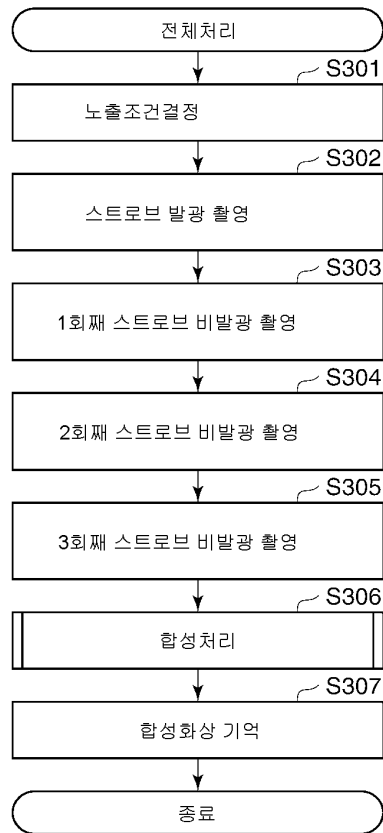 전체처리
S301
노출조건결정
S302
스트로브 발광 촬영
S303
1회째 스트로브 비발광 촬영
S304
2회째 스트로브 비발광 촬영
S305
3회째 스트로브 비발광 촬영
S306
합성처리
S307
합성화상 기억
종료